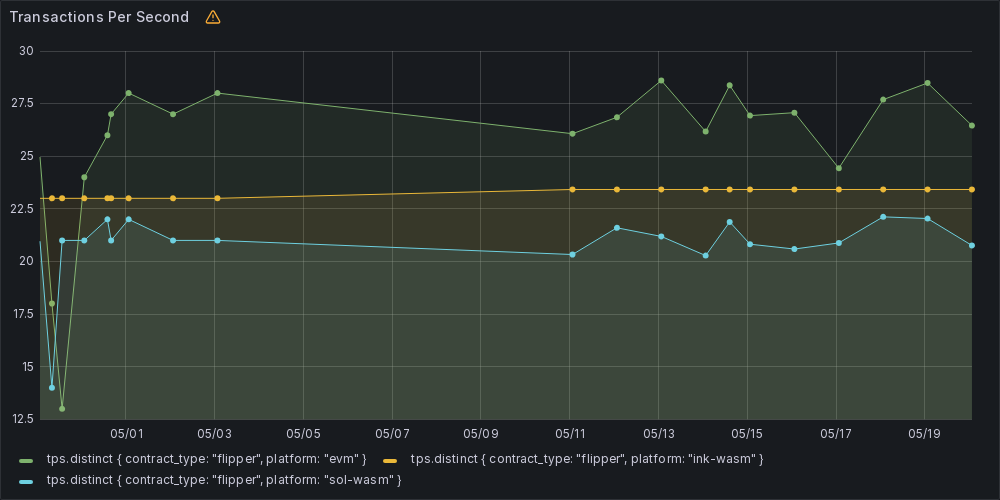 Transactions Per Second
30
27.5
25
22.5
20
17.5
15
12.5
05/01 05/03 05/05 05/07 05/09 05/11 05/13 05/15 05/17 05/19
tps.distinct { contract_type: "flipper", platform: "evm" } tps.distinct { contract_type: "flipper", platform: "ink-wasm" }
tps.distinct { contract_type: "flipper", platform: "sol-wasm" }